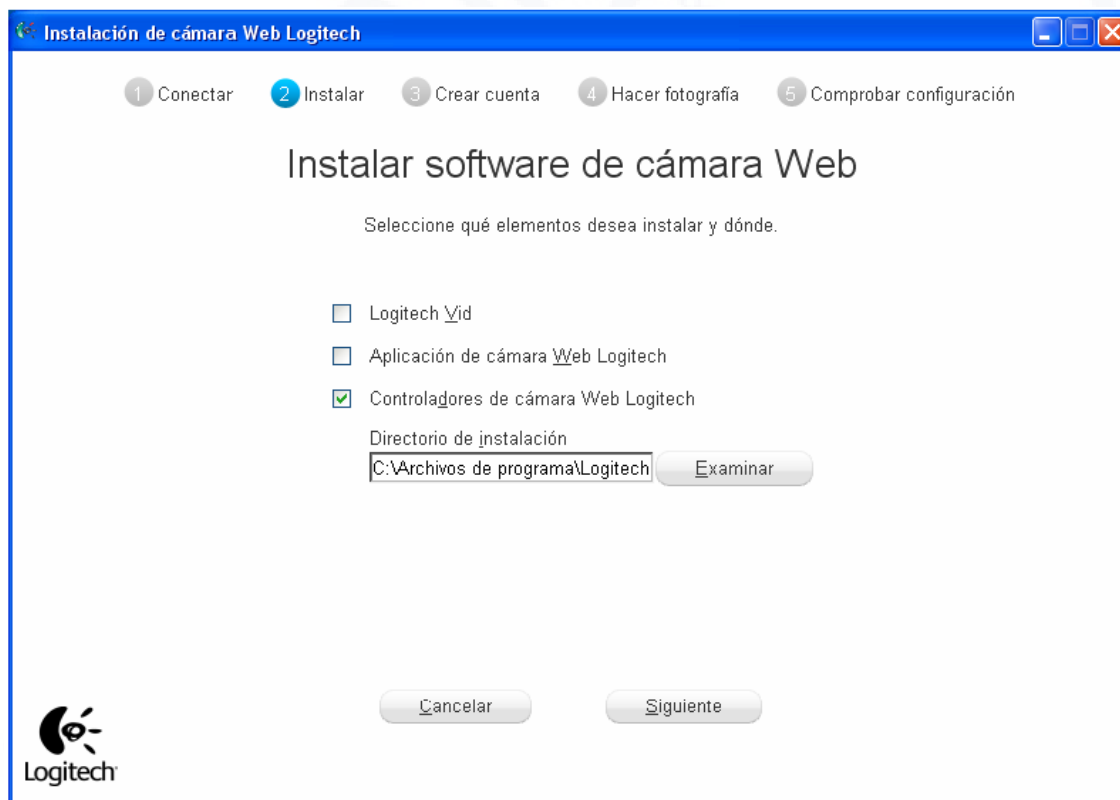 Instalación de cámara Web Logitech
1 Conectar 2 Instalar 3 Crear cuenta 4 Hacer fotografía 5 Comprobar configuración
Instalar software de cámara Web
Seleccione qué elementos desea instalar y dónde.
Logitech Vid
Aplicación de cámara Web Logitech
Controladores de cámara Web Logitech
Directorio de instalación
C:\Archivos de programa\Logitech Examinar
Cancelar Siguiente
Logitech